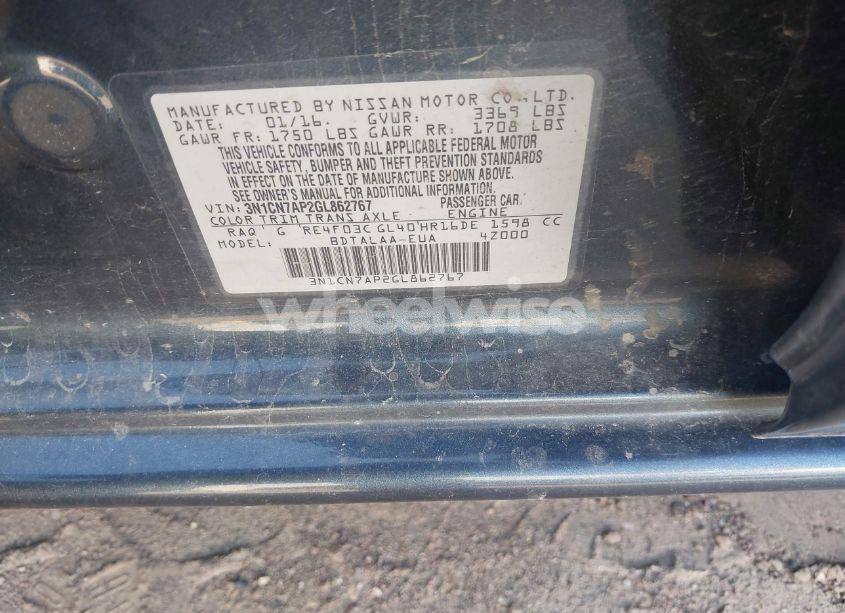 MANUFACTURED BY NISSAN MOTOR CO.,LTD.
DATE: 01/16. GVWR: 3369 LBS
GAWR FR: 1750 LBS GAWR RR: 1708 LBS
THIS VEHICLE CONFORMS TO ALL APPLICABLE FEDERAL MOTOR
VEHICLE SAFETY, BUMPER AND THEFT PREVENTION STANDARDS
IN EFFECT ON THE DATE OF MANUFACTURE SHOWN ABOVE.
SEE OWNER'S MANUAL FOR ADDITIONAL INFORMATION.
VIN: 3N1CN7AP2GL862767 PASSENGER CAR.
COLOR TRIM TRANS AXLE ENGINE
RAQ' G 'RE4F03C GL40'HR16DE 1598 CC
MODEL: BDTALAA-EUA 4Z000
3N1CN7AP2GL862767
wheelwise